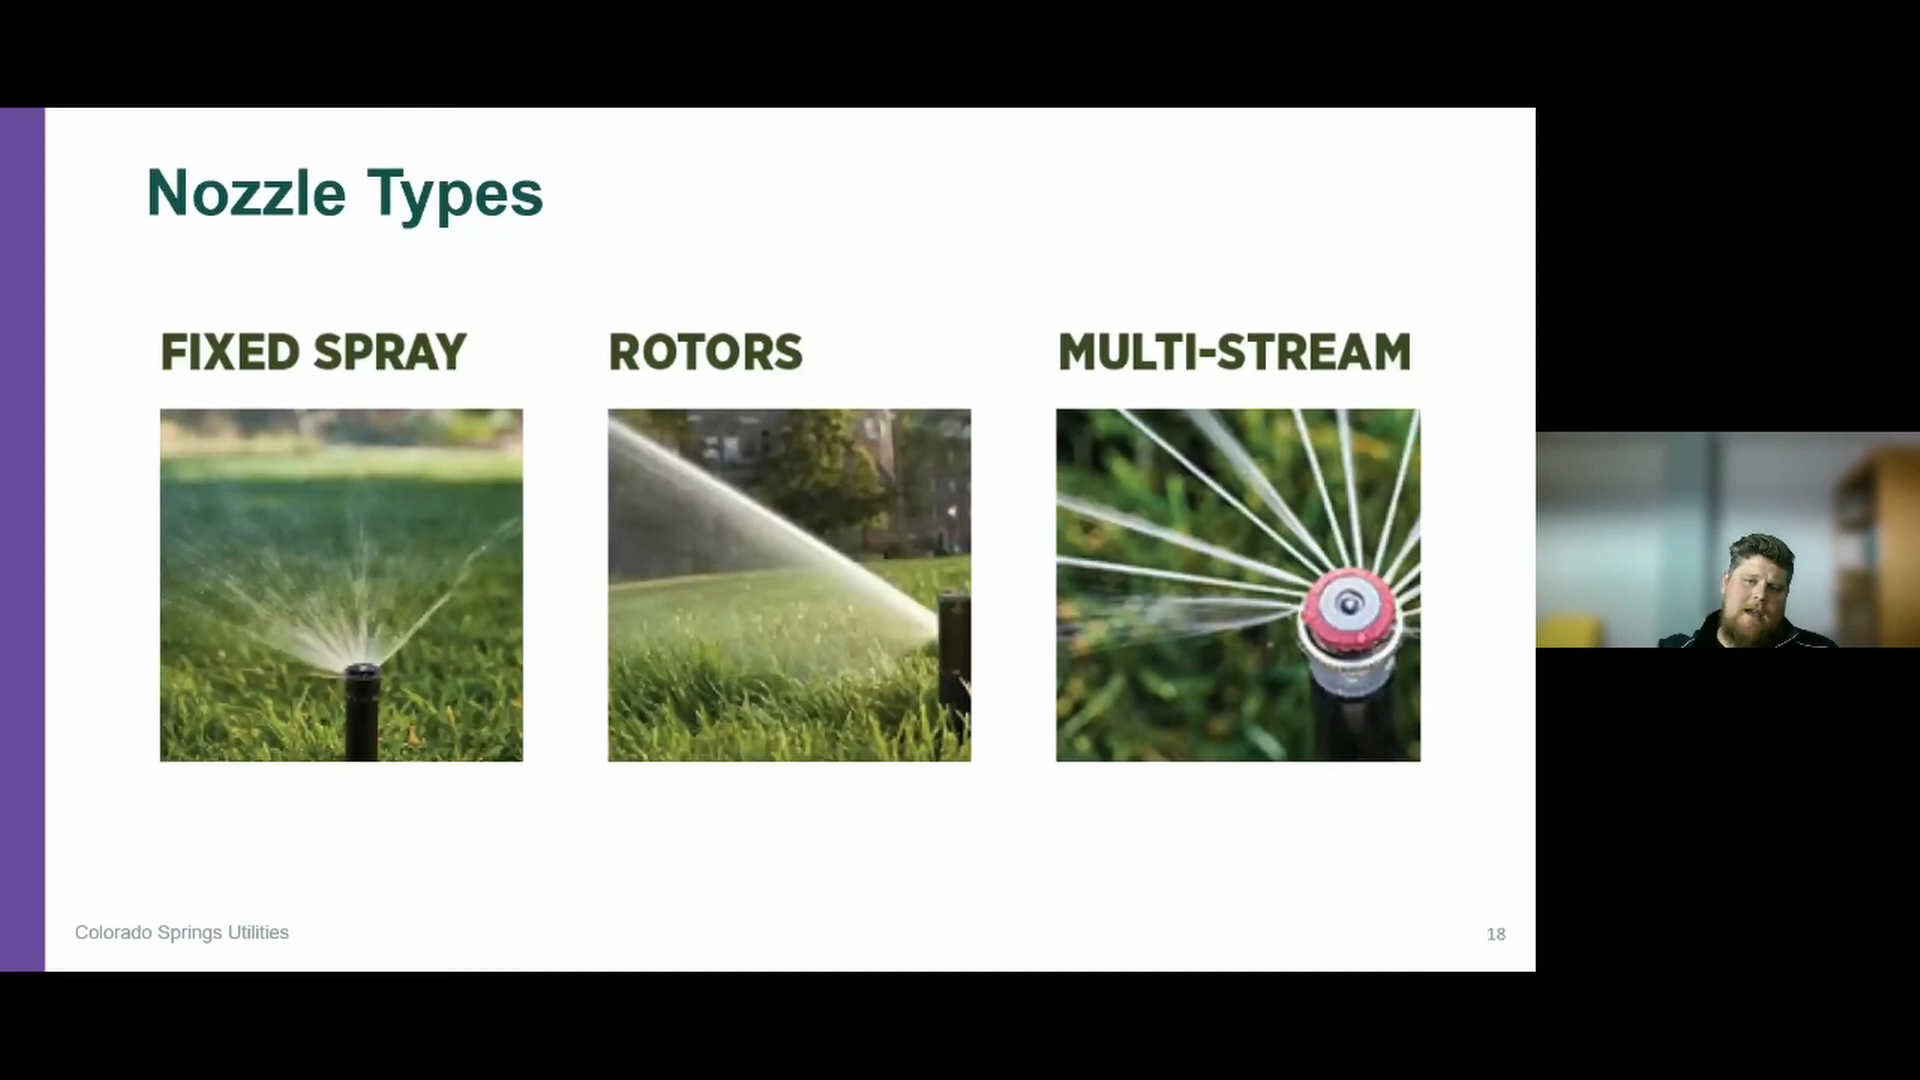 Nozzle Types
FIXED SPRAY
ROTORS
MULTI-STREAM
Colorado Springs Utilities
18